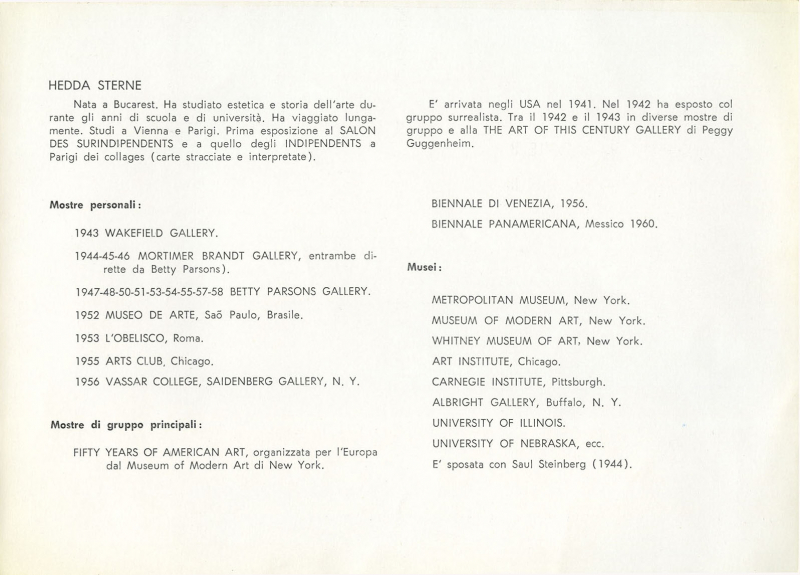 HEDDA STERNE
Nata a Bucarest. Ha studiato estetica e storia dell'arte du-
rante gli anni di scuola e di università. Ha viaggiato lunga-
mente. Studi a Vienna e Parigi. Prima esposizione al SALON
DES SURINDIPENDENTS e a quello degli INDIPENDENTS a
Parigi dei collages (carte stracciate e interpretate).
Mostre personali:
1943 WAKEFIELD GALLERY.
1944-45-46 MORTIMER BRANDT GALLERY, entrambe di-
rette da Betty Parsons).
1947-48-50-51-53-54-55-57-58 BETTY PARSONS GALLERY.
1952 MUSEO DE ARTE, Saõ Paulo, Brasile.
1953 L'OBELISCO, Roma.
1955 ARTS CLUB, Chicago.
1956 VASSAR COLLEGE, SAIDENBERG GALLERY, N. Y.
Mostre di gruppo principali:
FIFTY YEARS OF AMERICAN ART, organizzata per l'Europa
dal Museum of Modern Art di New York.
E' arrivata negli USA nel 1941. Nel 1942 ha esposto col
gruppo surrealista. Tra il 1942 e il 1943 in diverse mostre di
gruppo e alla THE ART OF THIS CENTURY GALLERY di Peggy
Guggenheim.
BIENNALE DI VENEZIA, 1956.
BIENNALE PANAMERICANA, Messico 1960.
Musei:
METROPOLITAN MUSEUM, New York.
MUSEUM OF MODERN ART, New York.
WHITNEY MUSEUM OF ART, New York.
ART INSTITUTE, Chicago.
CARNEGIE INSTITUTE, Pittsburgh.
ALBRIGHT GALLERY, Buffalo, N. Y.
UNIVERSITY OF ILLINOIS.
UNIVERSITY OF NEBRASKA, ecc.
E' sposata con Saul Steinberg (1944).